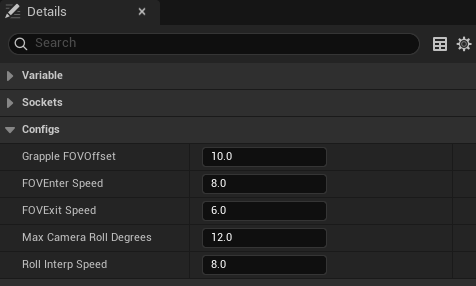 Details
Search
Variable
Sockets
Configs
Grapple FOVOffset 10.0
FOVEnter Speed 8.0
FOVExit Speed 6.0
Max Camera Roll Degrees 12.0
Roll Interp Speed 8.0